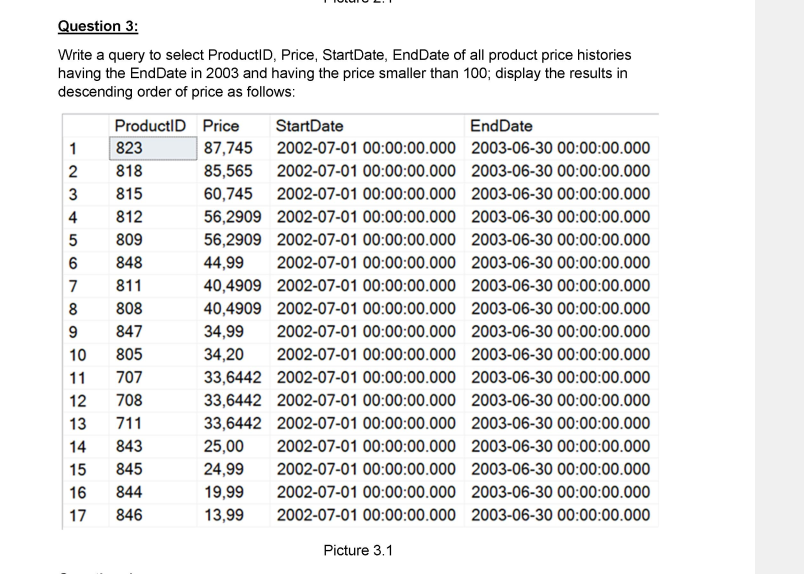 Question 3:
Write a query to select ProductID, Price, StartDate, EndDate of all product price histories
having the EndDate in 2003 and having the price smaller than 100; display the results in
descending order of price as follows:
ProductID Price StartDate EndDate
1 823 87,745 2002-07-01 00:00:00.000 2003-06-30 00:00:00.000
2 818 85,565 2002-07-01 00:00:00.000 2003-06-30 00:00:00.000
3 815 60,745 2002-07-01 00:00:00.000 2003-06-30 00:00:00.000
4 812 56,2909 2002-07-01 00:00:00.000 2003-06-30 00:00:00.000
5 809 56,2909 2002-07-01 00:00:00.000 2003-06-30 00:00:00.000
6 848 44,99 2002-07-01 00:00:00.000 2003-06-30 00:00:00.000
7 811 40,4909 2002-07-01 00:00:00.000 2003-06-30 00:00:00.000
8 808 40,4909 2002-07-01 00:00:00.000 2003-06-30 00:00:00.000
9 847 34,99 2002-07-01 00:00:00.000 2003-06-30 00:00:00.000
10 805 34,20 2002-07-01 00:00:00.000 2003-06-30 00:00:00.000
11 707 33,6442 2002-07-01 00:00:00.000 2003-06-30 00:00:00.000
12 708 33,6442 2002-07-01 00:00:00.000 2003-06-30 00:00:00.000
13 711 33,6442 2002-07-01 00:00:00.000 2003-06-30 00:00:00.000
14 843 25,00 2002-07-01 00:00:00.000 2003-06-30 00:00:00.000
15 845 24,99 2002-07-01 00:00:00.000 2003-06-30 00:00:00.000
16 844 19,99 2002-07-01 00:00:00.000 2003-06-30 00:00:00.000
17 846 13,99 2002-07-01 00:00:00.000 2003-06-30 00:00:00.000
Picture 3.1